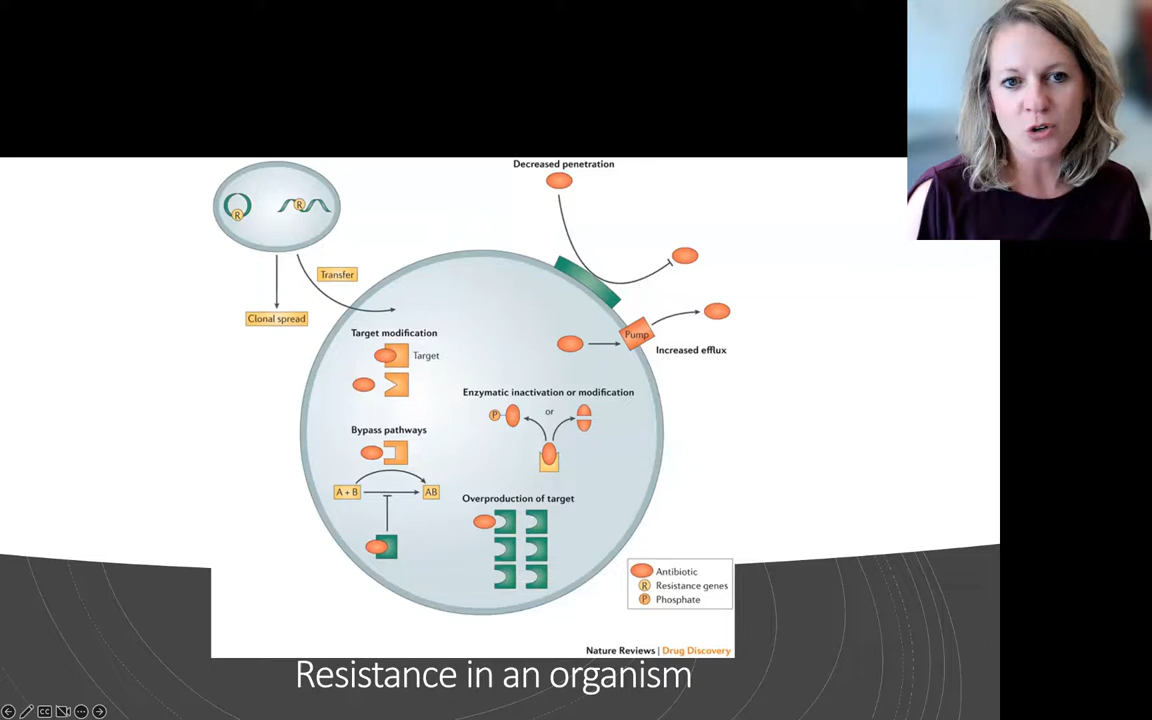 Decreased penetration
R
R
Transfer
Clonal spread
Pump
Increased efflux
Target modification
Target
Enzymatic inactivation or modification
P
or
Bypass pathways
A + B
AB
Overproduction of target
Antibiotic
R Resistance genes
P Phosphate
Nature Reviews | Drug Discovery
Resistance in an organism
CC